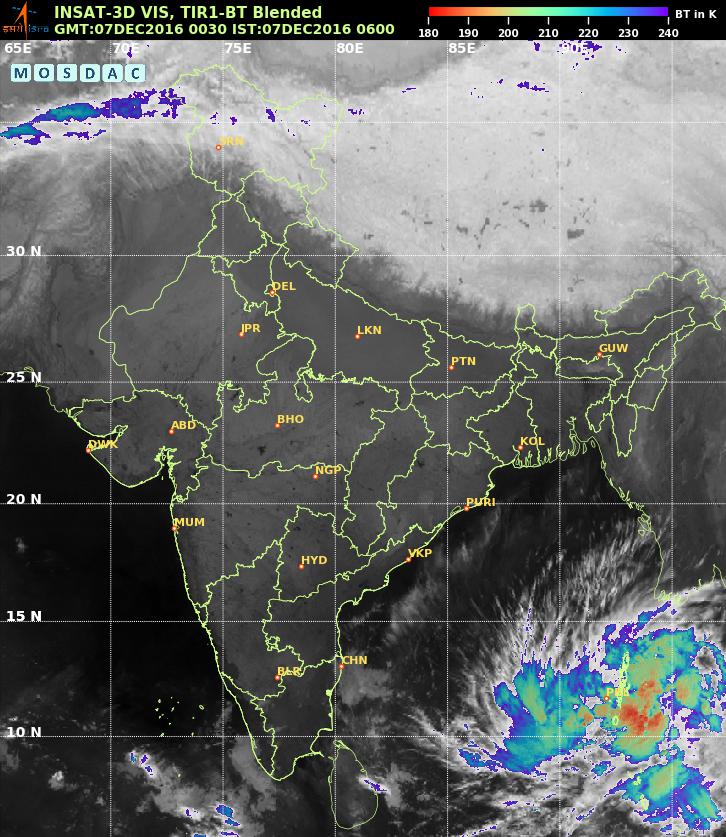 INSAT-3D VIS, TIR1-BT Blended
GMT:07DEC2016 0030 IST:07DEC2016 0600
BT in K
180 190 200 210 220 230 240
65E 70E 75E 80E 85E 90E
MOSDAC
SRN
30 N
DEL
JPR
LKN
GUW
PTN
25 N
ABD
BHO
DWK
KOL
NGP
20 N
PURI
MUM
VKP
HYD
15 N
CHN
BLR
10 N